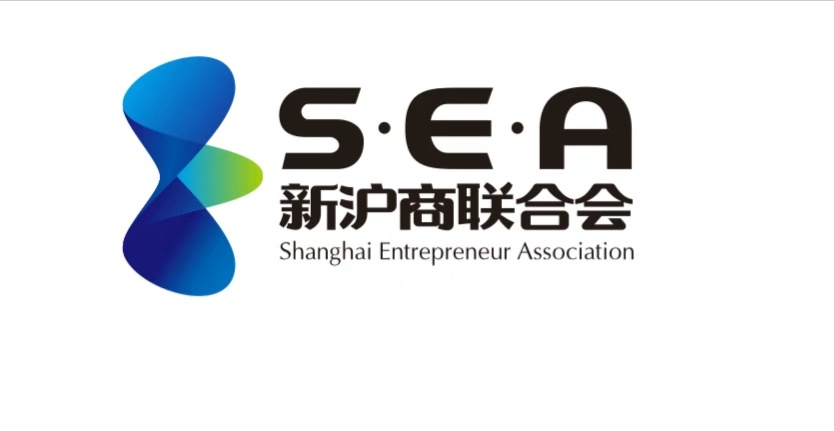 S·E·A
新沪商联合会
Shanghai Entrepreneur Association